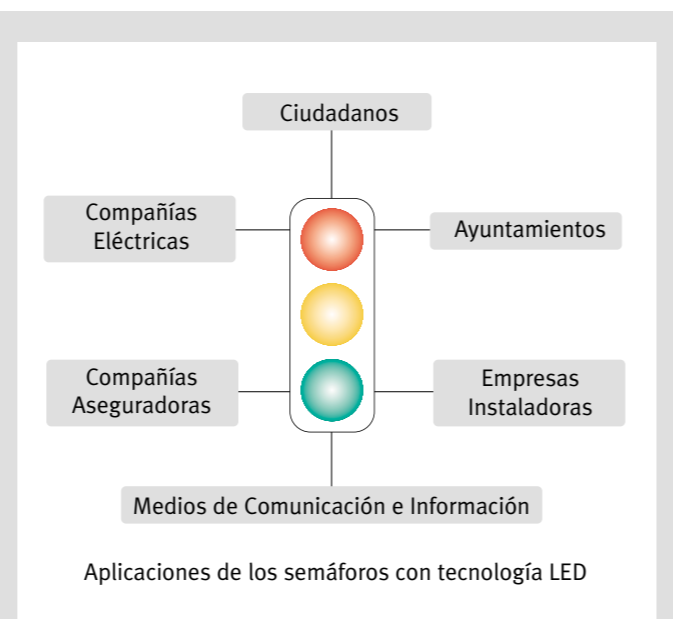 Ciudadanos
Compañías
Eléctricas
Ayuntamientos
Compañías
Aseguradoras
Empresas
Instaladoras
Medios de Comunicación e Información
Aplicaciones de los semáforos con tecnología LED